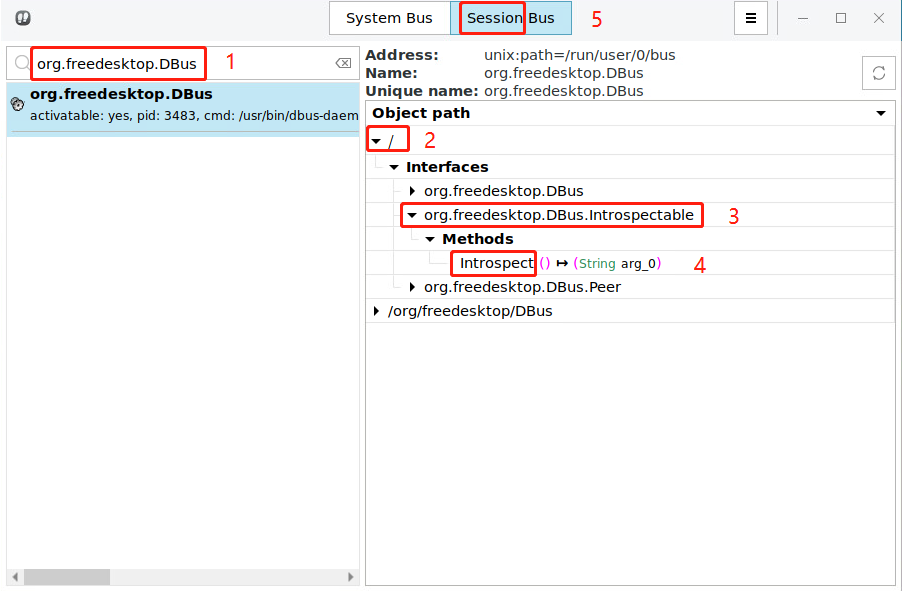 System Bus
Session Bus
5
org.freedesktop.DBus
1
org.freedesktop.DBus
activatable: yes, pid: 3483, cmd: /usr/bin/dbus-daem
Address: unix:path=/run/user/0/bus
Name: org.freedesktop.DBus
Unique name: org.freedesktop.DBus
Object path
/
2
Interfaces
org.freedesktop.DBus
org.freedesktop.DBus.Introspectable
3
Methods
Introspect () ↦ (String arg_0)
4
org.freedesktop.DBus.Peer
/org/freedesktop/DBus